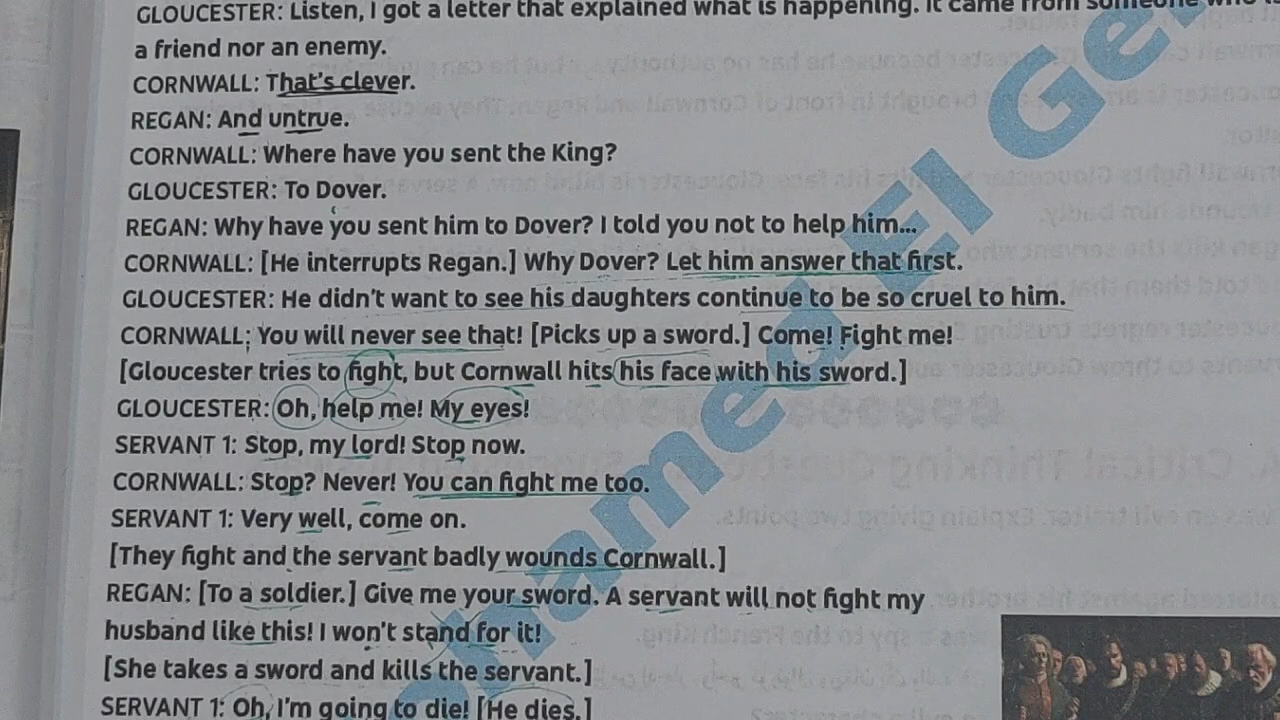 GLOUCESTER: Listen, I got a letter that explained what is happening. It came from someone who is
a friend nor an enemy.
CORNWALL: That's clever.
REGAN: And untrue.
CORNWALL: Where have you sent the King?
GLOUCESTER: To Dover.
REGAN: Why have you sent him to Dover? I told you not to help him...
CORNWALL: [He interrupts Regan.] Why Dover? Let him answer that first.
GLOUCESTER: He didn't want to see his daughters continue to be so cruel to him.
CORNWALL: You will never see that! [Picks up a sword.] Come! Fight me!
[Gloucester tries to fight, but Cornwall hits his face with his sword.]
GLOUCESTER: Oh, help me! My eyes!
SERVANT 1: Stop, my lord! Stop now.
CORNWALL: Stop? Never! You can fight me too.
SERVANT 1: Very well, come on.
[They fight and the servant badly wounds Cornwall.]
REGAN: [To a soldier.] Give me your sword. A servant will not fight my
husband like this! I won't stand for it!
[She takes a sword and kills the servant.]
SERVANT 1: Oh, I'm going to die! [He dies.]